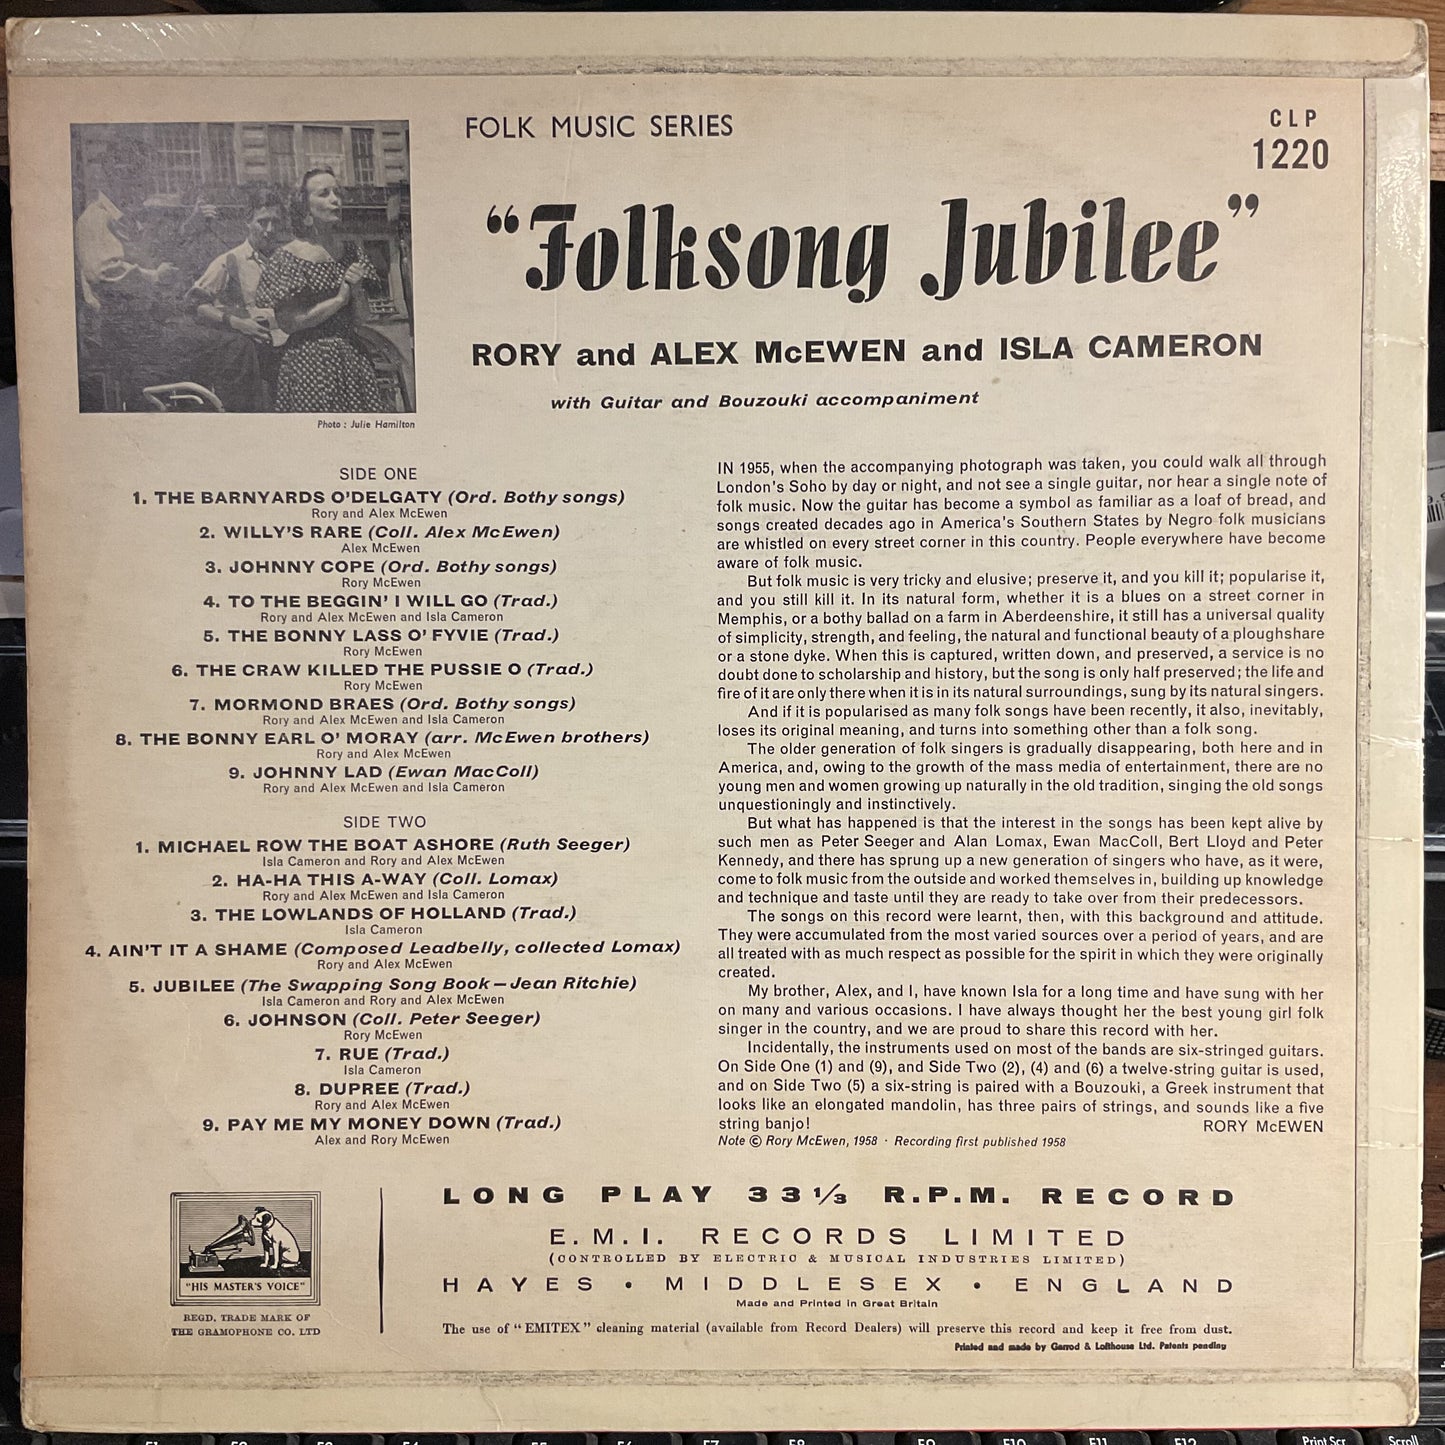 FOLK MUSIC SERIES
CLP
1220
"Folksong Jubilee"
RORY and ALEX McEWEN and ISLA CAMERON
with Guitar and Bouzouki accompaniment
Photo : Julie Hamilton
SIDE ONE
1. THE BARNYARDS O'DELGATY (Ord. Bothy songs)
Rory and Alex McEwen
2. WILLY'S RARE (Coll. Alex McEwen)
Alex McEwen
3. JOHNNY COPE (Ord. Bothy songs)
Rory McEwen
4. TO THE BEGGIN' I WILL GO (Trad.)
Rory and Alex McEwen and Isla Cameron
5. THE BONNY LASS O' FYVIE (Trad.)
Rory McEwen
6. THE CRAW KILLED THE PUSSIE O (Trad.)
Rory McEwen
7. MORMOND BRAES (Ord. Bothy songs)
Rory and Alex McEwen and Isla Cameron
8. THE BONNY EARL O' MORAY (arr. McEwen brothers)
Rory and Alex McEwen
9. JOHNNY LAD (Ewan MacColl)
Rory and Alex McEwen and Isla Cameron
SIDE TWO
1. MICHAEL ROW THE BOAT ASHORE (Ruth Seeger)
Isla Cameron and Rory and Alex McEwen
2. HA-HA THIS A-WAY (Coll. Lomax)
Rory and Alex McEwen and Isla Cameron
3. THE LOWLANDS OF HOLLAND (Trad.)
Isla Cameron
4. AIN'T IT A SHAME (Composed Leadbelly, collected Lomax)
Rory and Alex McEwen
5. JUBILEE (The Swapping Song Book — Jean Ritchie)
Isla Cameron and Rory and Alex McEwen
6. JOHNSON (Coll. Peter Seeger)
Rory McEwen
7. RUE (Trad.)
Isla Cameron
8. DUPREE (Trad.)
Rory and Alex McEwen
9. PAY ME MY MONEY DOWN (Trad.)
Alex and Rory McEwen
IN 1955, when the accompanying photograph was taken, you could walk all through
London's Soho by day or night, and not see a single guitar, nor hear a single note of
folk music. Now the guitar has become a symbol as familiar as a loaf of bread, and
songs created decades ago in America's Southern States by Negro folk musicians
are whistled on every street corner in this country. People everywhere have become
aware of folk music.
But folk music is very tricky and elusive; preserve it, and you kill it; popularise it,
and you still kill it. In its natural form, whether it is a blues on a street corner in
Memphis, or a bothy ballad on a farm in Aberdeenshire, it still has a universal quality
of simplicity, strength, and feeling, the natural and functional beauty of a ploughshare
or a stone dyke. When this is captured, written down, and preserved, a service is no
doubt done to scholarship and history, but the song is only half preserved; the life and
fire of it are only there when it is in its natural surroundings, sung by its natural singers.
And if it is popularised as many folk songs have been recently, it also, inevitably,
loses its original meaning, and turns into something other than a folk song.
The older generation of folk singers is gradually disappearing, both here and in
America, and, owing to the growth of the mass media of entertainment, there are no
young men and women growing up naturally in the old tradition, singing the old songs
unquestioningly and instinctively.
But what has happened is that the interest in the songs has been kept alive by
such men as Peter Seeger and Alan Lomax, Ewan MacColl, Bert Lloyd and Peter
Kennedy, and there has sprung up a new generation of singers who have, as it were,
come to folk music from the outside and worked themselves in, building up knowledge
and technique and taste until they are ready to take over from their predecessors.
The songs on this record were learnt, then, with this background and attitude.
They were accumulated from the most varied sources over a period of years, and are
all treated with as much respect as possible for the spirit in which they were originally
created.
My brother, Alex, and I, have known Isla for a long time and have sung with her
on many and various occasions. I have always thought her the best young girl folk
singer in the country, and we are proud to share this record with her.
Incidentally, the instruments used on most of the bands are six-stringed guitars.
On Side One (1) and (9), and Side Two (2), (4) and (6) a twelve-string guitar is used,
and on Side Two (5) a six-string is paired with a Bouzouki, a Greek instrument that
looks like an elongated mandolin, has three pairs of strings, and sounds like a five
string banjo! RORY McEWEN
Note © Rory McEwen, 1958 · Recording first published 1958
"HIS MASTER'S VOICE"
REGD. TRADE MARK OF
THE GRAMOPHONE CO. LTD
LONG PLAY 33 1/3 R.P.M. RECORD
E.M.I. RECORDS LIMITED
(CONTROLLED BY ELECTRIC & MUSICAL INDUSTRIES LIMITED)
HAYES • MIDDLESEX • ENGLAND
Made and Printed in Great Britain
The use of "EMITEX" cleaning material (available from Record Dealers) will preserve this record and keep it free from dust.
Printed and made by Garrod & Lofthouse Ltd. Patents pending
F7 F8 F9 F10 F11 F12 Print Scr Scroll